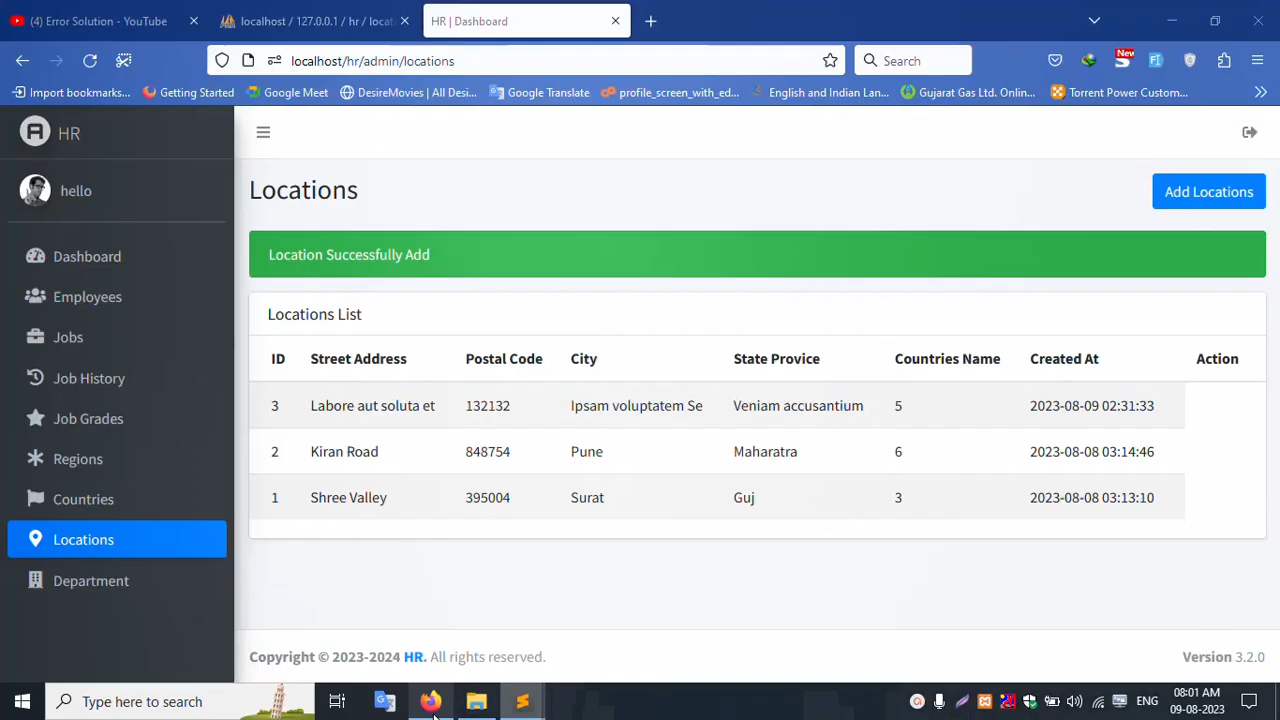 (4) Error Solution - YouTube
localhost / 127.0.0.1 / hr / locati
HR | Dashboard
localhost/hr/admin/locations
Search
New
Import bookmarks...
Getting Started
Google Meet
DesireMovies | All Desi...
Google Translate
profile_screen_with_ed...
English and Indian Lan...
Gujarat Gas Ltd. Onlin...
Torrent Power Custom...
HR
hello
Dashboard
Employees
Jobs
Job History
Job Grades
Regions
Countries
Locations
Department
Locations
Add Locations
Location Successfully Add
Locations List
ID Street Address Postal Code City State Provice Countries Name Created At Action
3 Labore aut soluta et 132132 Ipsam voluptatem Se Veniam accusantium 5 2023-08-09 02:31:33
2 Kiran Road 848754 Pune Maharatra 6 2023-08-08 03:14:46
1 Shree Valley 395004 Surat Guj 3 2023-08-08 03:13:10
Copyright © 2023-2024 HR. All rights reserved.
Version 3.2.0
Type here to search
ENG
08:01 AM
09-08-2023